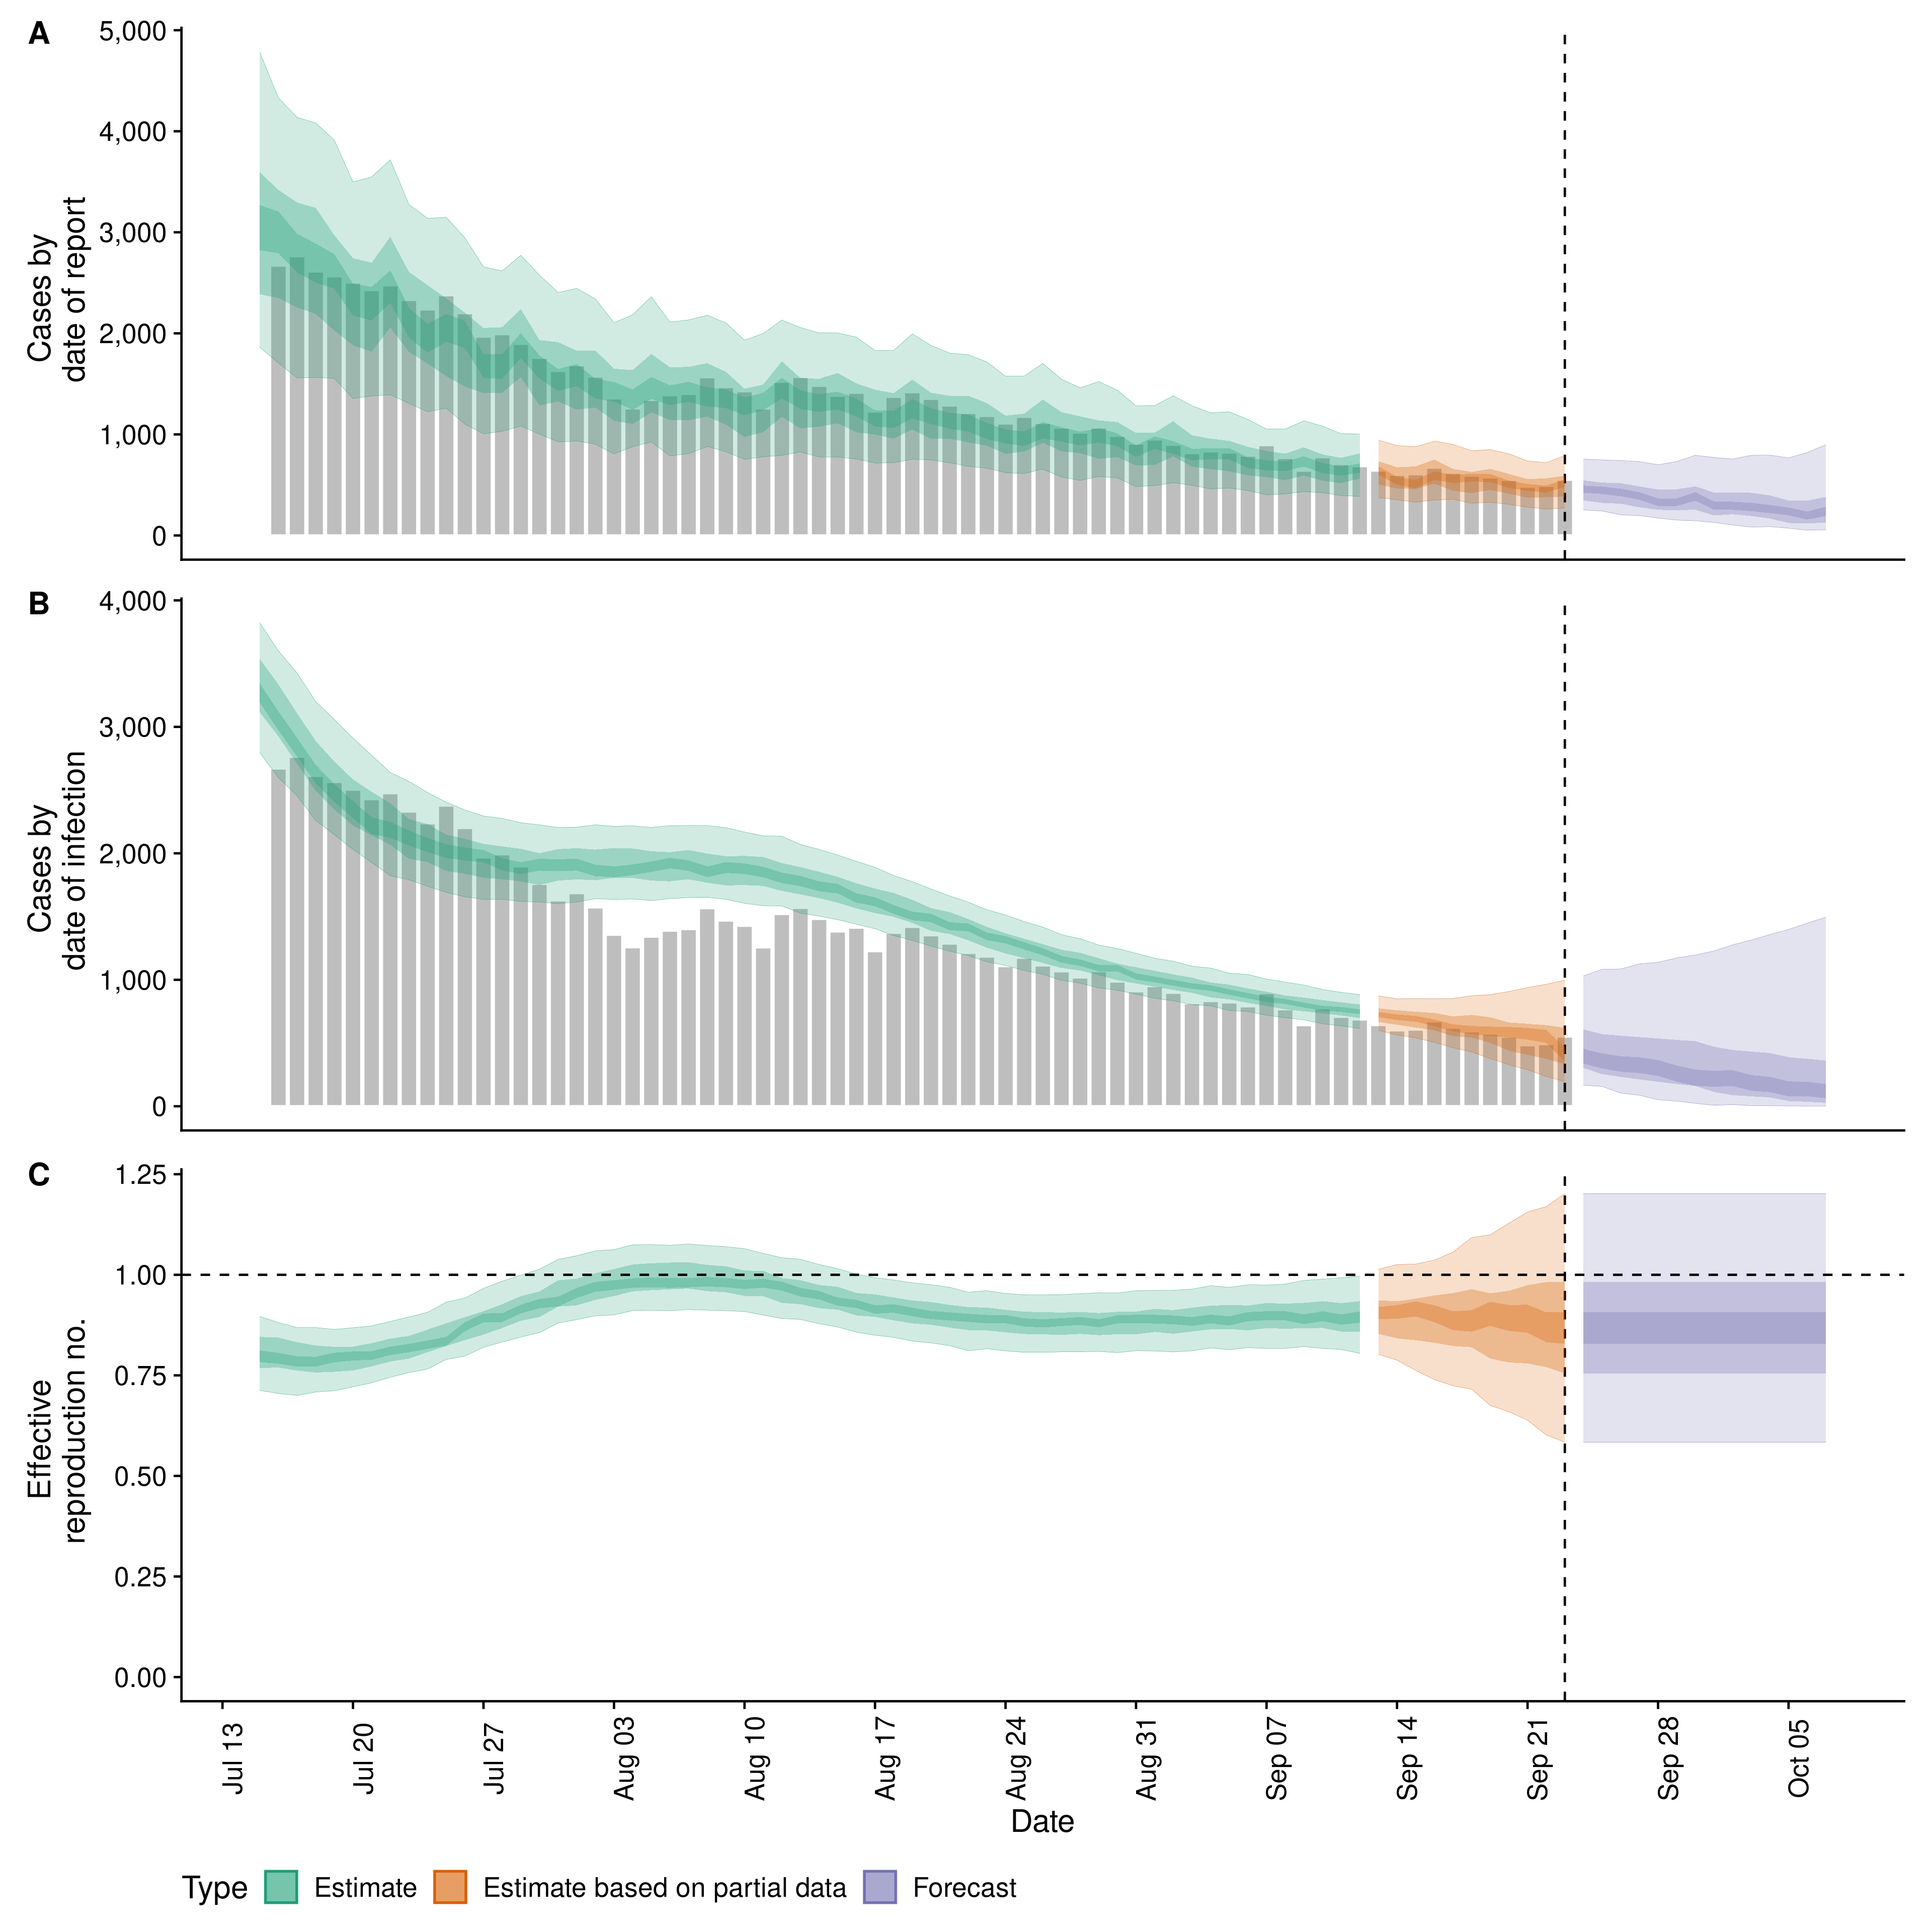 A
5,000
4,000
3,000
2,000
1,000
0
Cases by
date of report
B
4,000
3,000
2,000
1,000
0
Cases by
date of infection
C
1.25
1.00
0.75
0.50
0.25
0.00
Effective
reproduction no.
Jul 13
Jul 20
Jul 27
Aug 03
Aug 10
Aug 17
Aug 24
Aug 31
Sep 07
Sep 14
Sep 21
Sep 28
Oct 05
Date
Type Estimate Estimate based on partial data Forecast